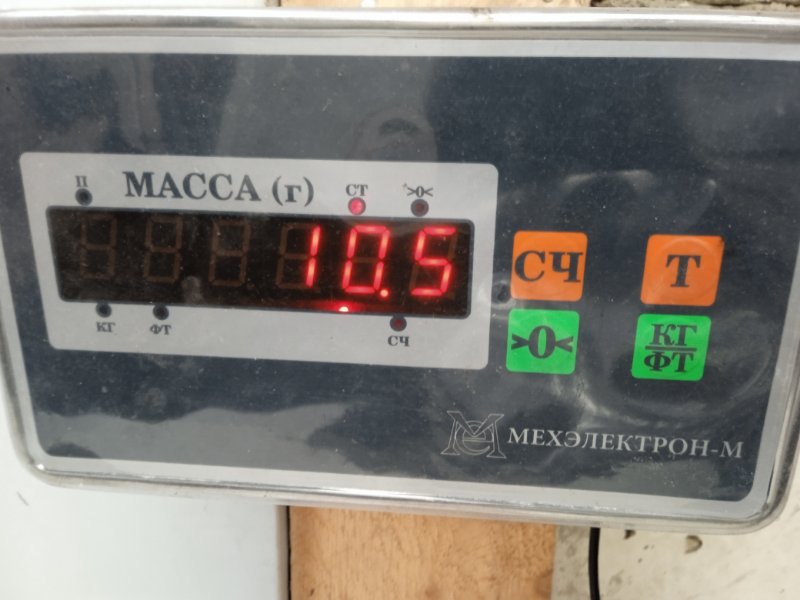 П МАССА (г) СТ >0<
10.5
КГ ФТ СЧ
СЧ Т
>0< КГ
ФТ
МЕХЭЛЕКТРОН-М